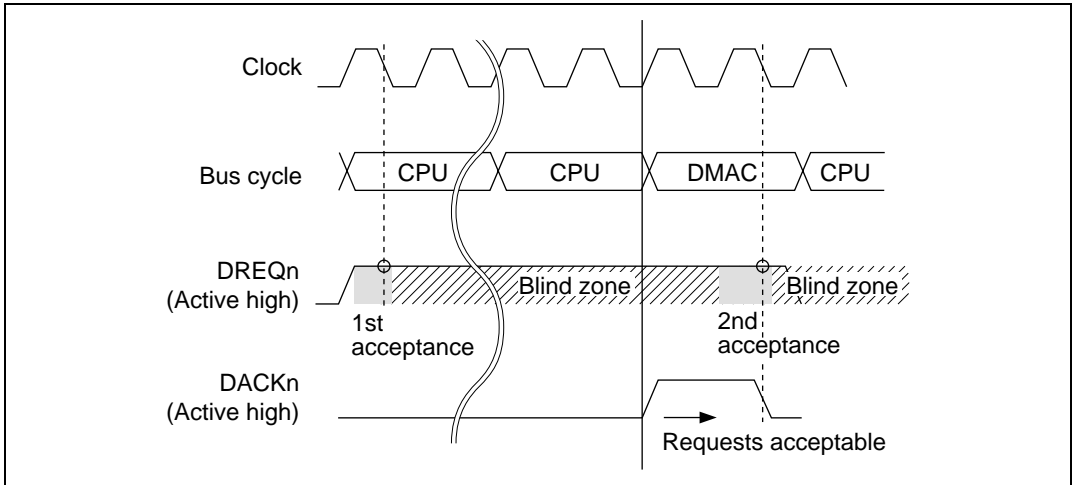 Clock
Bus cycle
CPU
CPU
DMAC
CPU
DREQn
(Active high)
Blind zone
Blind zone
1st
acceptance
2nd
acceptance
DACKn
(Active high)
Requests acceptable